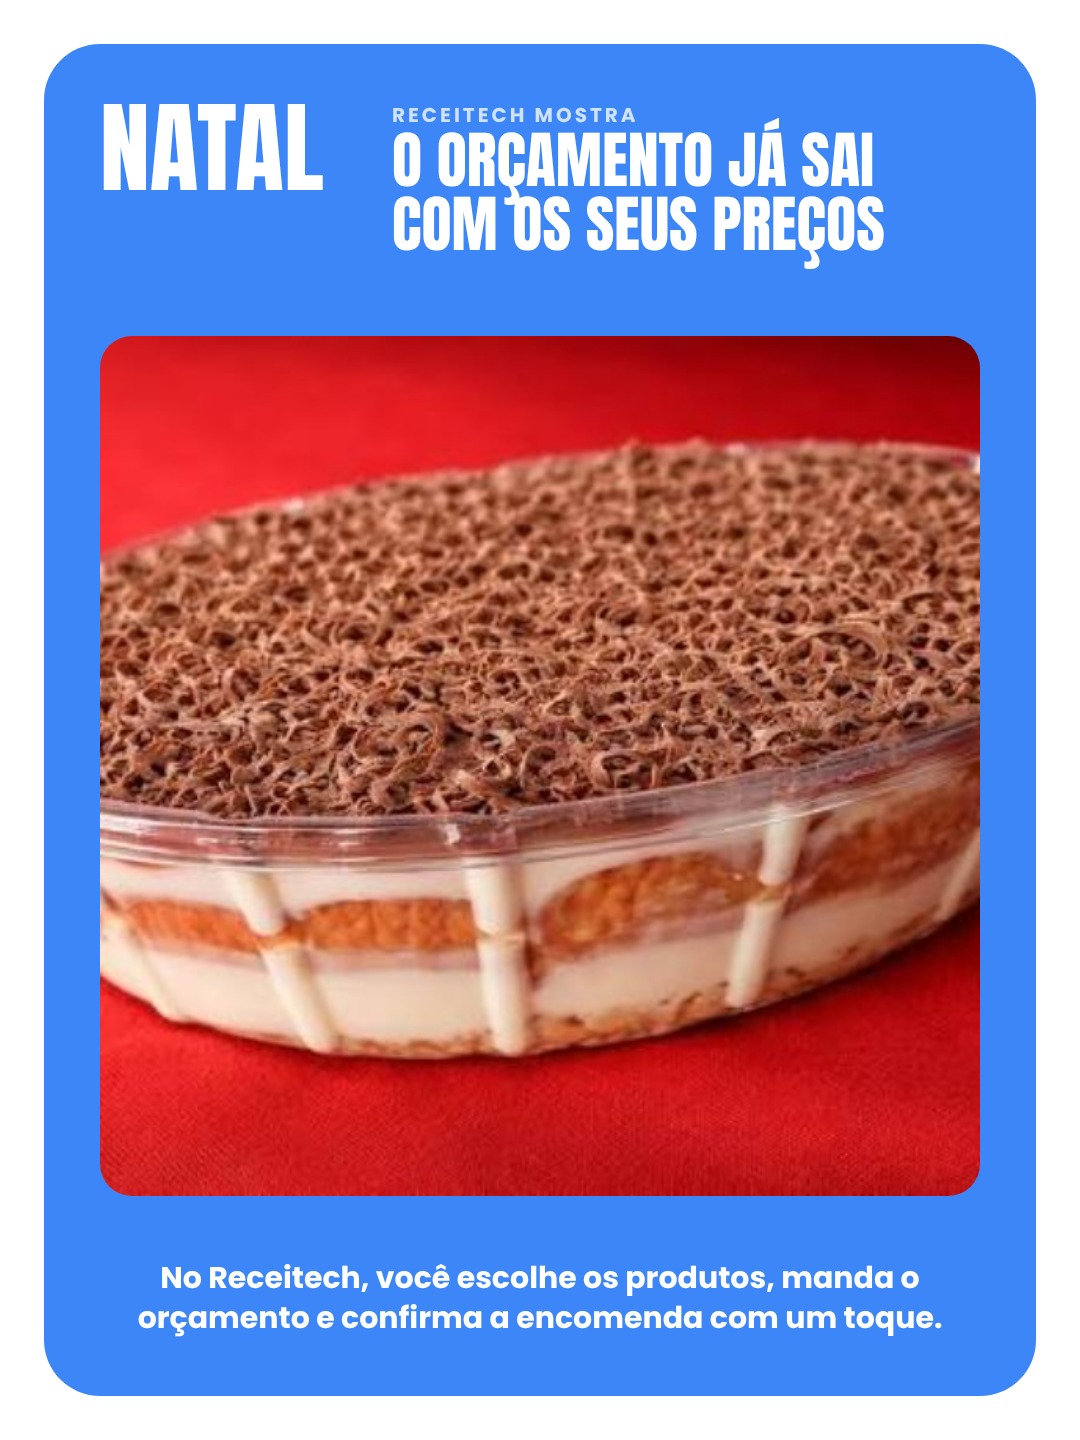 NATAL
RECEITECH MOSTRA
O ORÇAMENTO JÁ SAI
COM OS SEUS PREÇOS
No Receitech, você escolhe os produtos, manda o
orçamento e confirma a encomenda com um toque.